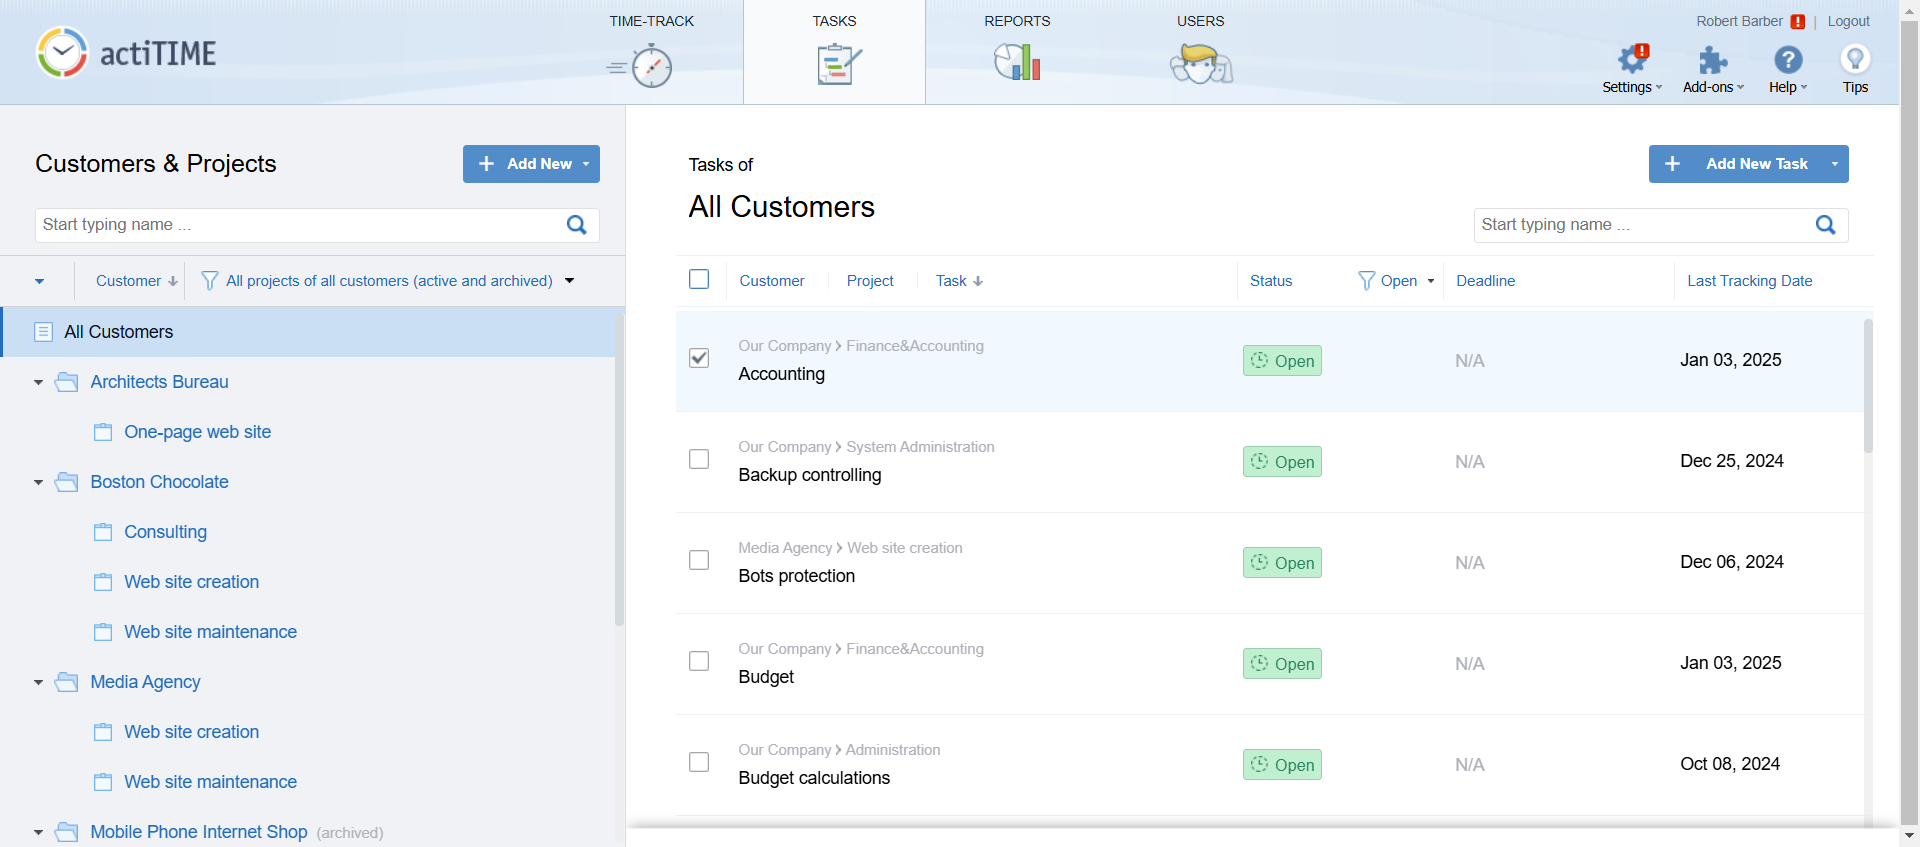 actiTIME
TIME-TRACK
TASKS
REPORTS
USERS
Robert Barber ! | Logout
Settings
Add-ons
Help
Tips
Customers & Projects
+ Add New
Start typing name ...
Customer
All projects of all customers (active and archived)
All Customers
Architects Bureau
One-page web site
Boston Chocolate
Consulting
Web site creation
Web site maintenance
Media Agency
Web site creation
Web site maintenance
Mobile Phone Internet Shop (archived)
Tasks of
All Customers
+ Add New Task
Start typing name ...
Customer Project Task Status Open Deadline Last Tracking Date
Our Company > Finance&Accounting
Accounting Open N/A Jan 03, 2025
Our Company > System Administration
Backup controlling Open N/A Dec 25, 2024
Media Agency > Web site creation
Bots protection Open N/A Dec 06, 2024
Our Company > Finance&Accounting
Budget Open N/A Jan 03, 2025
Our Company > Administration
Budget calculations Open N/A Oct 08, 2024